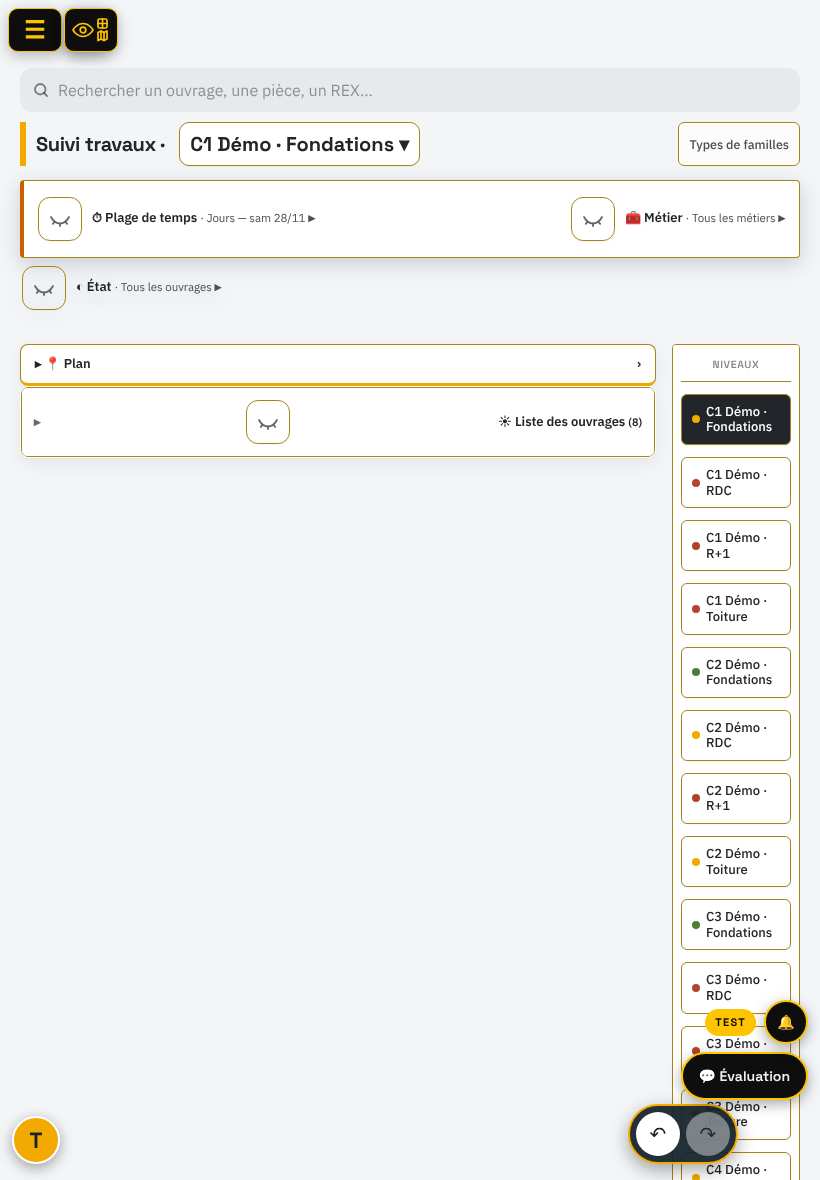 Rechercher un ouvrage, une pièce, un REX...
Suivi travaux ·
C1 Démo · Fondations ▾
Types de familles
⏱ Plage de temps · Jours — sam 28/11 ▸
🧰 Métier · Tous les métiers ▸
État · Tous les ouvrages ▸
▸ 📍 Plan ›
▸ ☀ Liste des ouvrages (8)
NIVEAUX
C1 Démo ·
Fondations
C1 Démo ·
RDC
C1 Démo ·
R+1
C1 Démo ·
Toiture
C2 Démo ·
Fondations
C2 Démo ·
RDC
C2 Démo ·
R+1
C2 Démo ·
Toiture
C3 Démo ·
Fondations
C3 Démo ·
RDC
TEST
C3 Démo ·
💬 Évaluation
Démo ·
C4 Démo ·
T